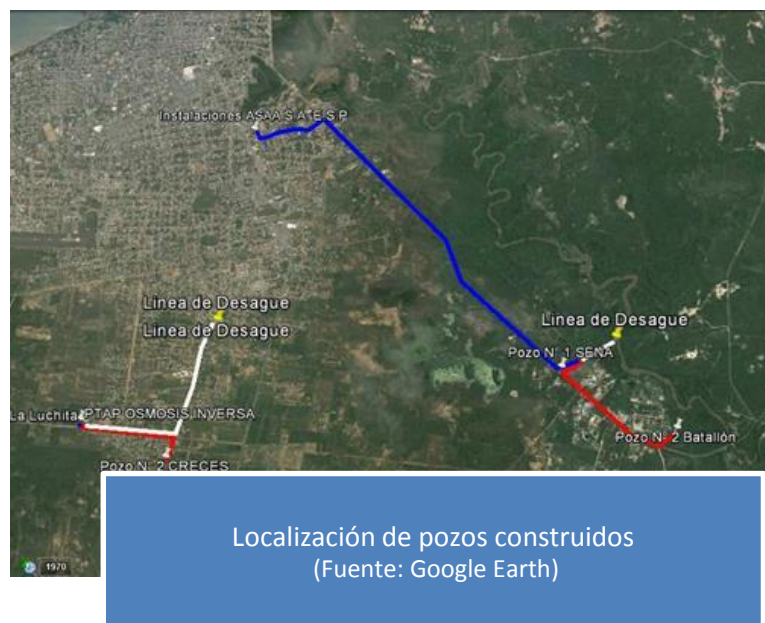 Instalaciones ASAA S.A. E.S.P
Linea de Desague
Linea de Desague
Linea de Desague
Pozo N° 1 SENA
La Luchita
PTAP OSMOSIS INVERSA
Pozo N° 2 Batallón
Pozo N° 2 CRECES
Localización de pozos construidos
(Fuente: Google Earth)
1970